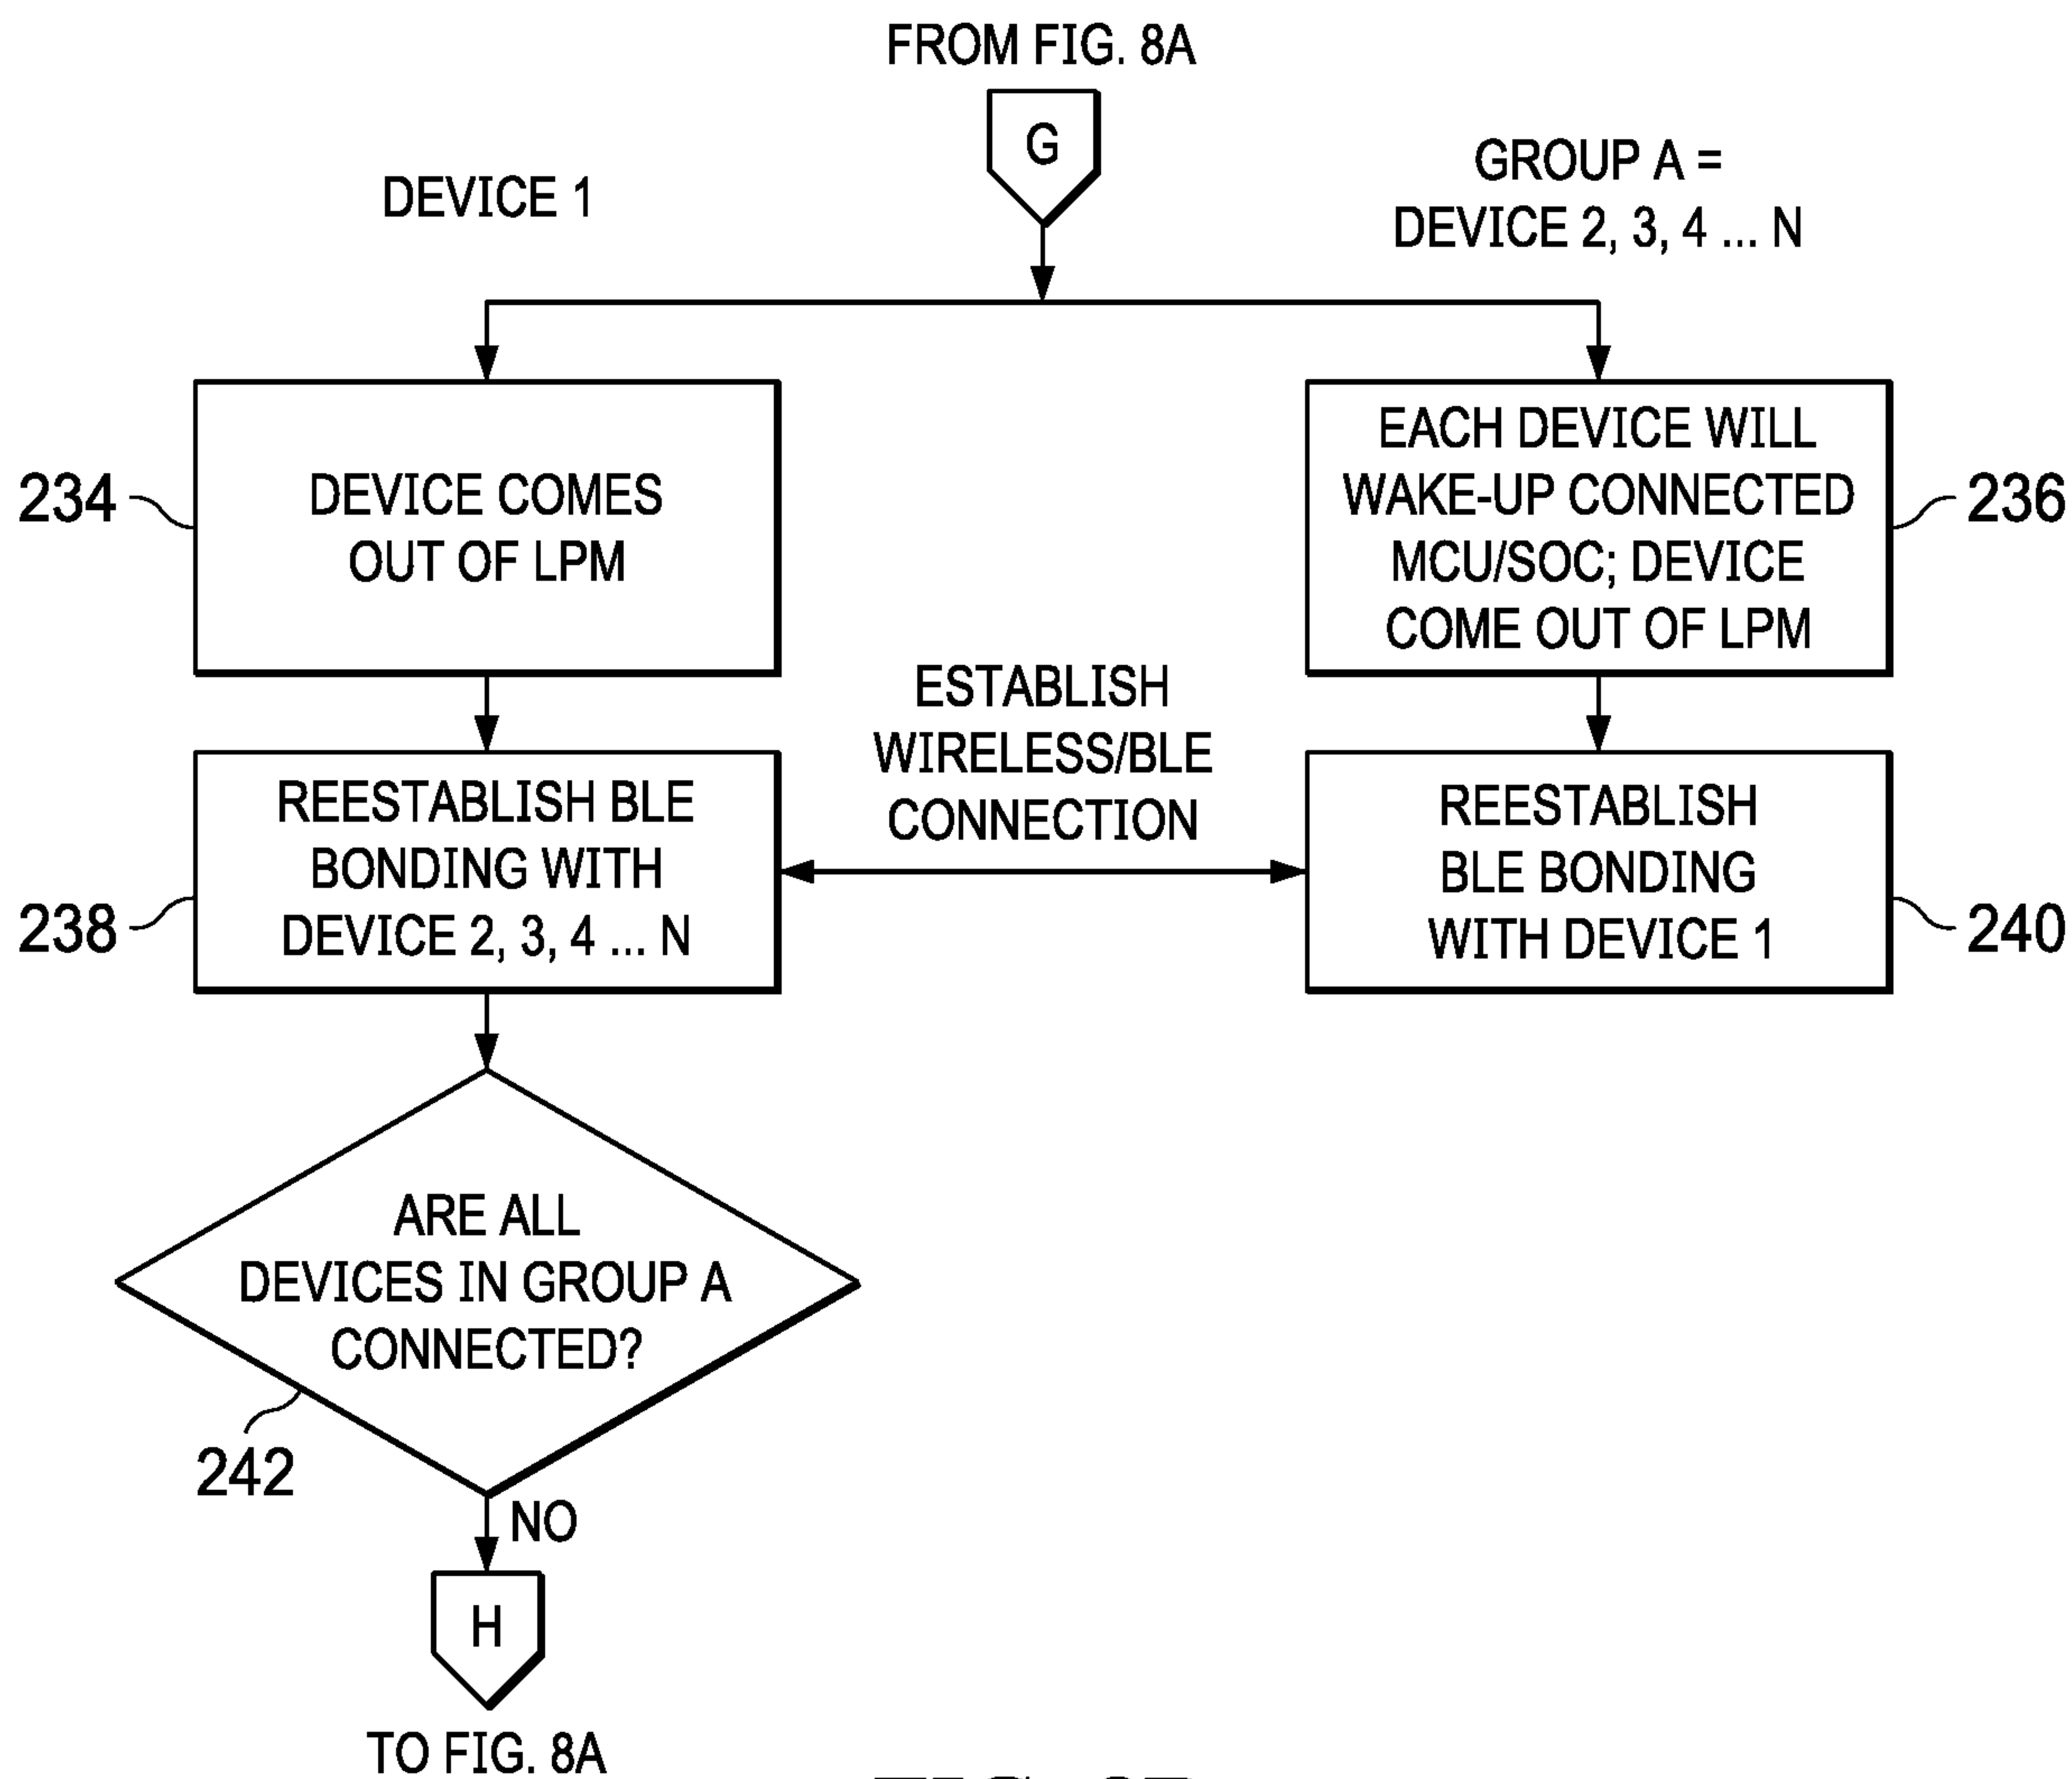 FROM FIG. 8A
G
DEVICE 1
GROUP A =
DEVICE 2, 3, 4 ... N
234
DEVICE COMES
OUT OF LPM
EACH DEVICE WILL
WAKE-UP CONNECTED
MCU/SOC; DEVICE
COME OUT OF LPM
236
ESTABLISH
WIRELESS/BLE
CONNECTION
238
REESTABLISH BLE
BONDING WITH
DEVICE 2, 3, 4 ... N
REESTABLISH
BLE BONDING
WITH DEVICE 1
240
ARE ALL
DEVICES IN GROUP A
CONNECTED?
242
NO
H
TO FIG. 8A